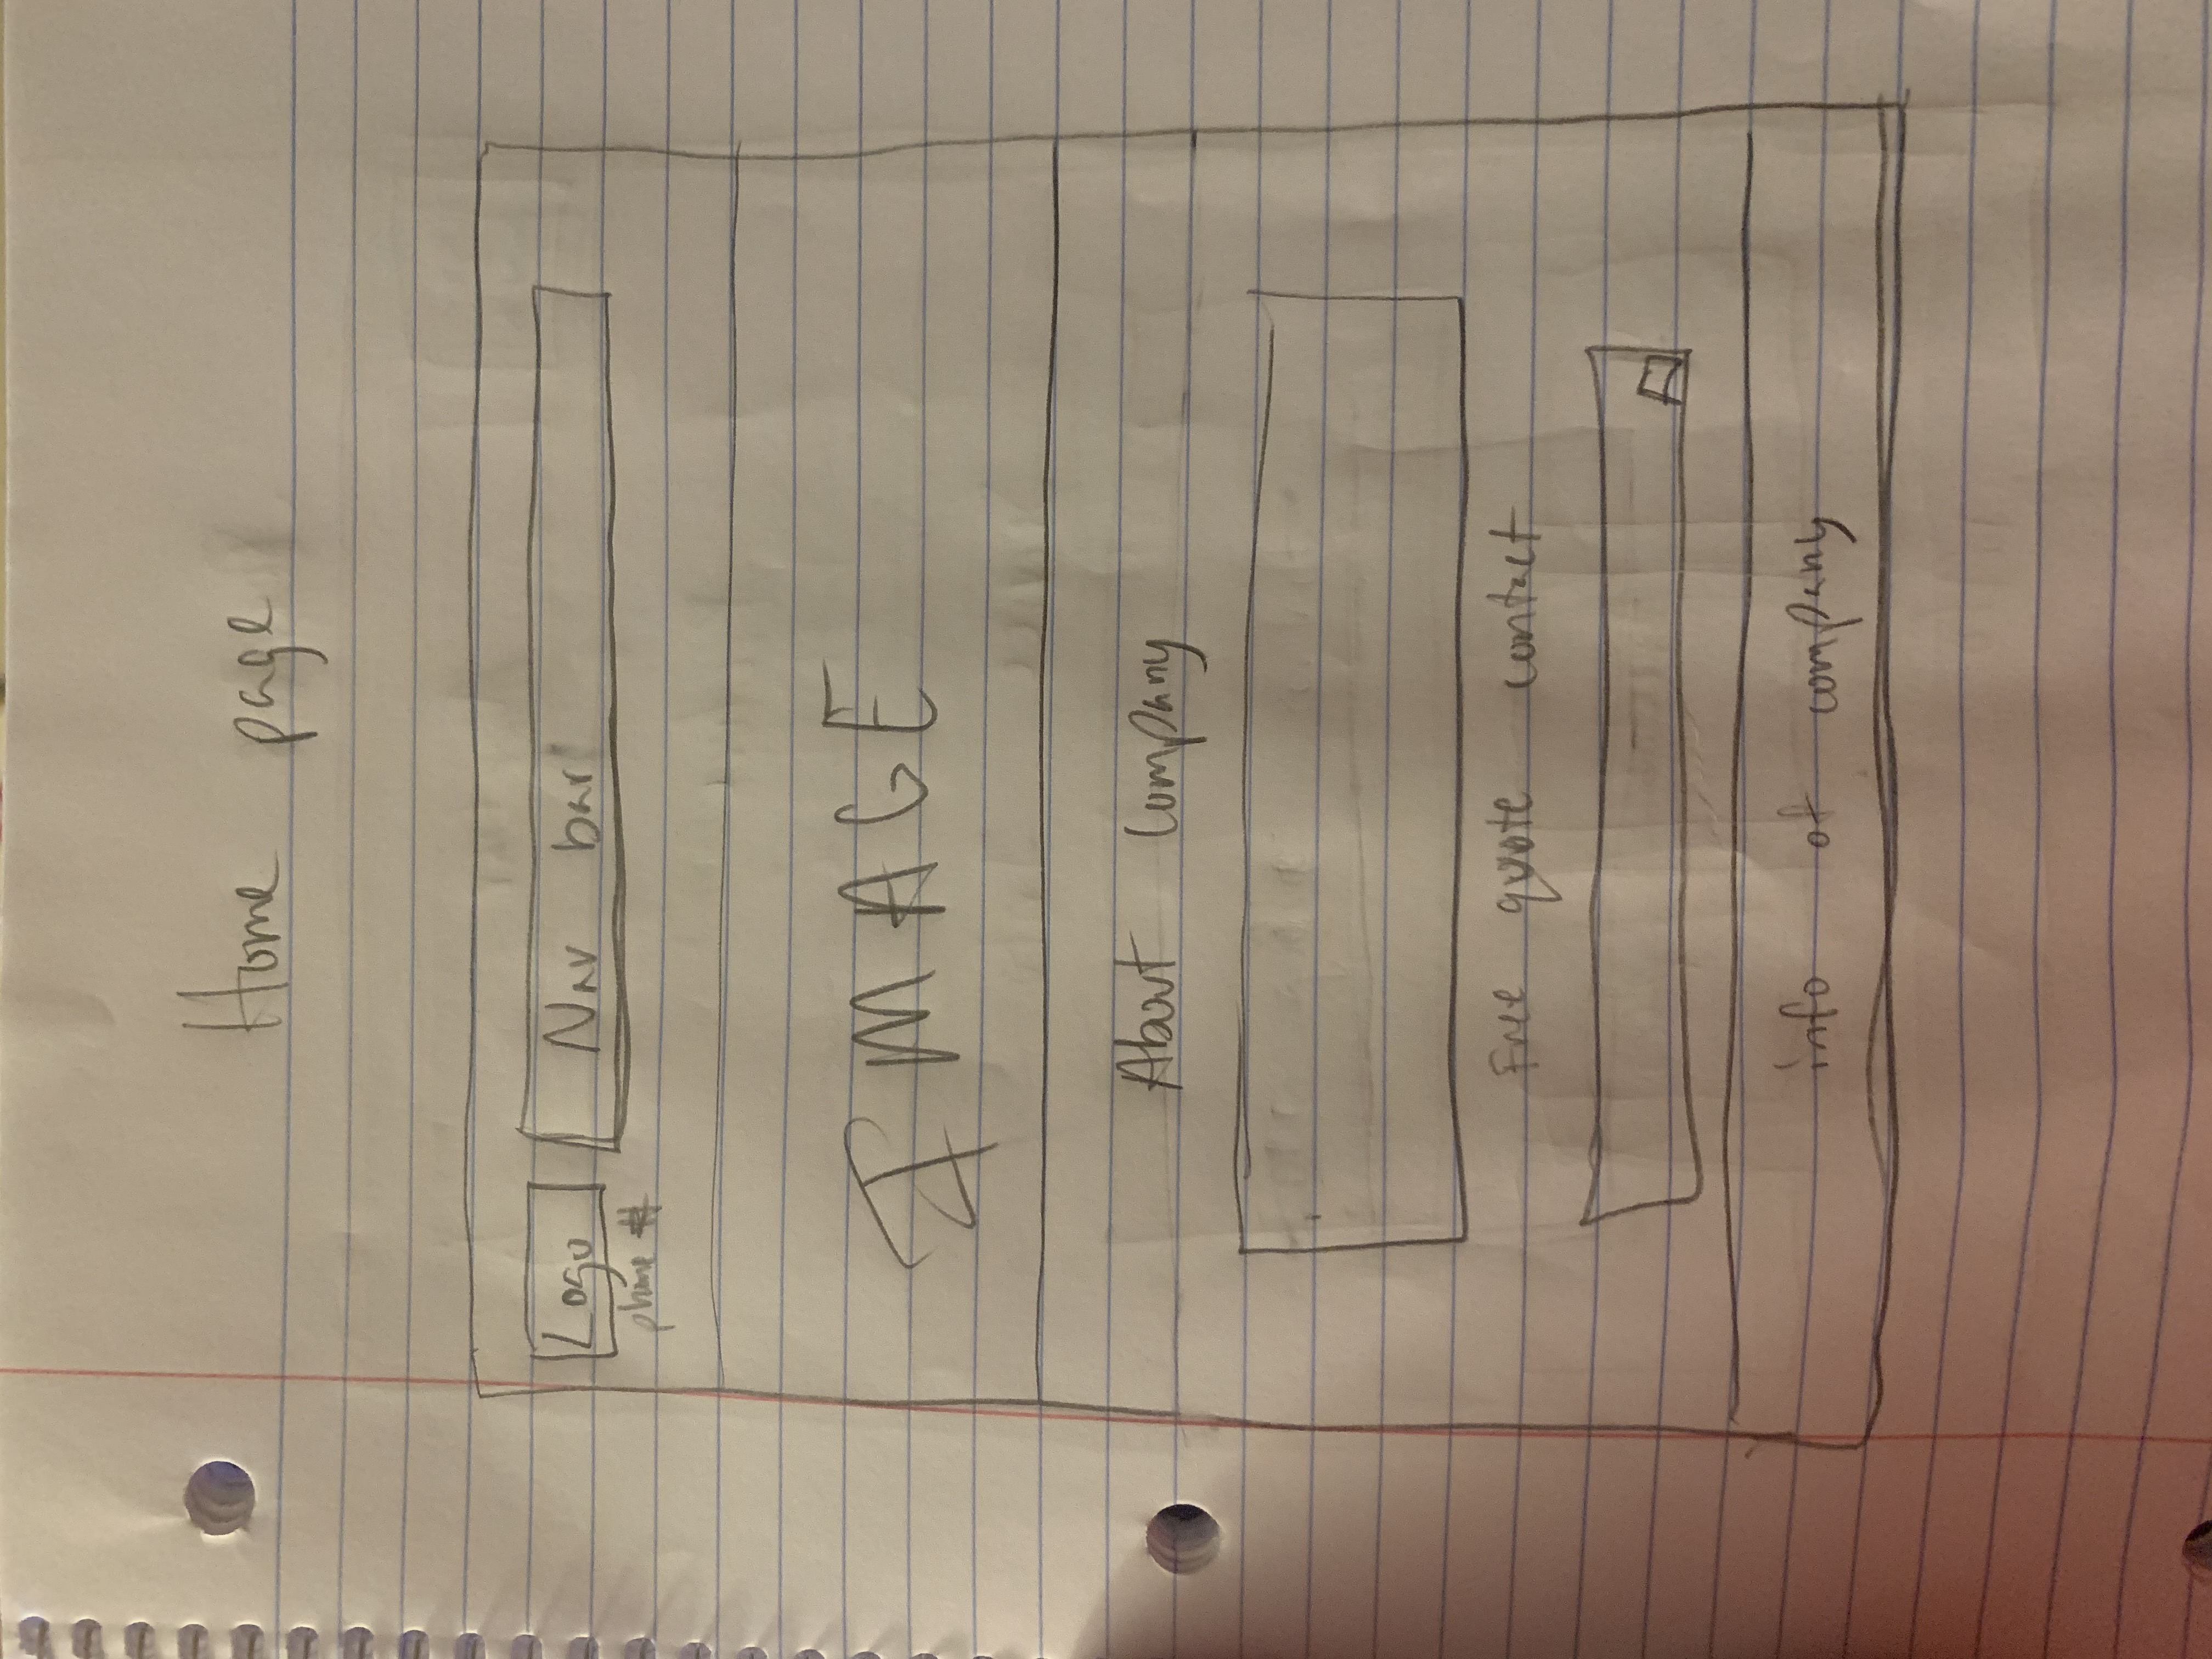 Home page
Logo Nav bar
phone #
IMAGE
About Company
Free quote contact
info of company